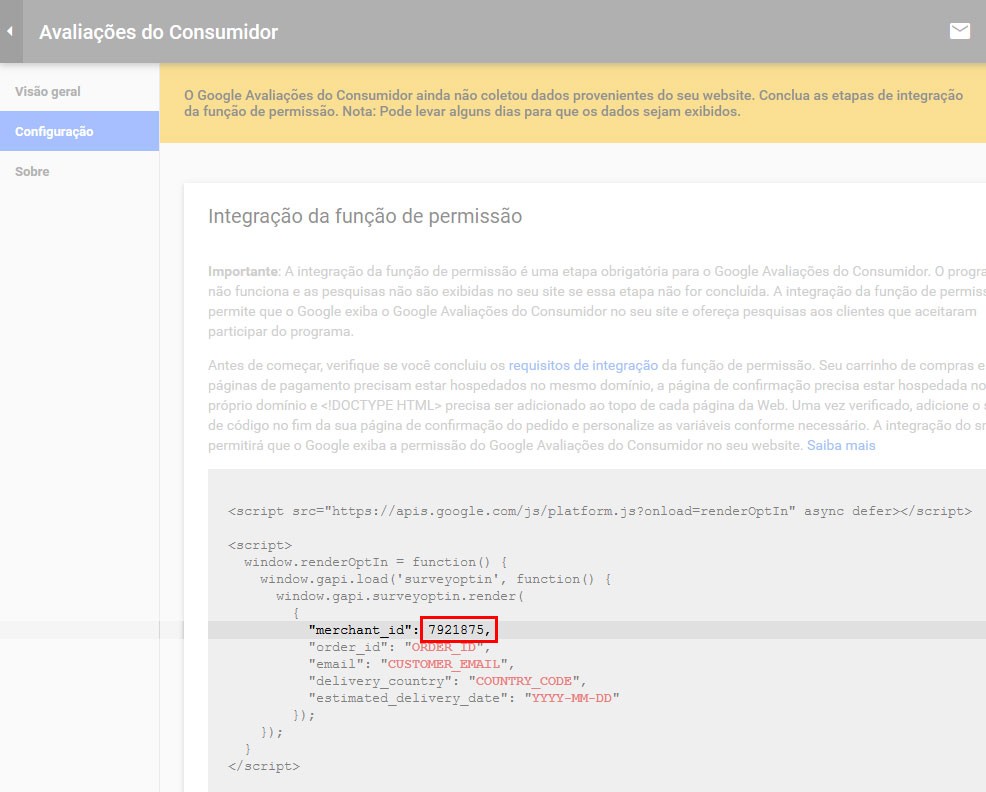 Avaliações do Consumidor
Visão geral
Configuração
Sobre
O Google Avaliações do Consumidor ainda não coletou dados provenientes do seu website. Conclua as etapas de integração
da função de permissão. Nota: Pode levar alguns dias para que os dados sejam exibidos.
Integração da função de permissão
Importante: A integração da função de permissão é uma etapa obrigatória para o Google Avaliações do Consumidor. O progra
não funciona e as pesquisas não são exibidas no seu site se essa etapa não for concluída. A integração da função de permiss
permite que o Google exiba o Google Avaliações do Consumidor no seu site e ofereça pesquisas aos clientes que aceitaram
participar do programa.
Antes de começar, verifique se você concluiu os requisitos de integração da função de permissão. Seu carrinho de compras e
páginas de pagamento precisam estar hospedados no mesmo domínio, a página de confirmação precisa estar hospedada no
próprio domínio e <!DOCTYPE HTML> precisa ser adicionado ao topo de cada página da Web. Uma vez verificado, adicione o s
de código no fim da sua página de confirmação do pedido e personalize as variáveis conforme necessário. A integração do sn
permitirá que o Google exiba a permissão do Google Avaliações do Consumidor no seu website. Saiba mais
<script src="https://apis.google.com/js/platform.js?onload=renderOptIn" async defer></script>
<script>
window.renderOptIn = function() {
window.gapi.load('surveyoptin', function() {
window.gapi.surveyoptin.render(
{
"merchant_id": 7921875,
"order_id": "ORDER_ID",
"email": "CUSTOMER_EMAIL",
"delivery_country": "COUNTRY_CODE",
"estimated_delivery_date": "YYYY-MM-DD"
});
});
}
</script>